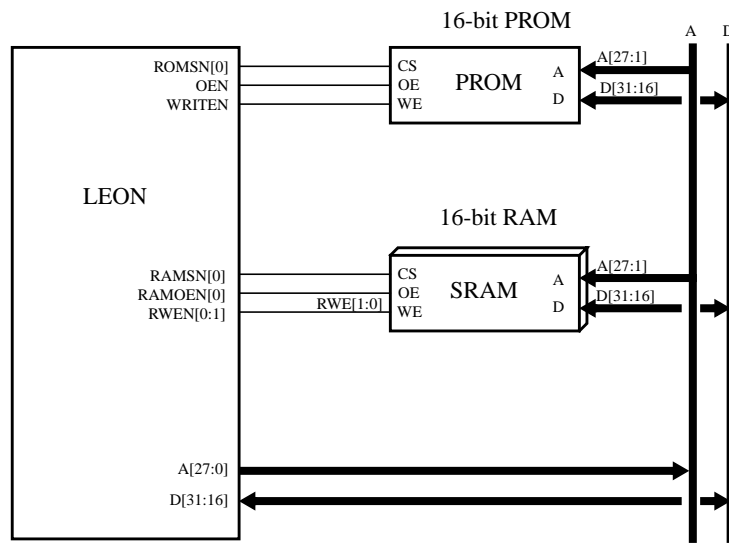 16-bit PROM
A
D
ROMSN[0]
OEN
WRITEN
CS
OE
WE
PROM
A
D
A[27:1]
D[31:16]
LEON
16-bit RAM
RAMSN[0]
RAMOEN[0]
RWEN[0:1]
RWE[1:0]
CS
OE
WE
SRAM
A
D
A[27:1]
D[31:16]
A[27:0]
D[31:16]